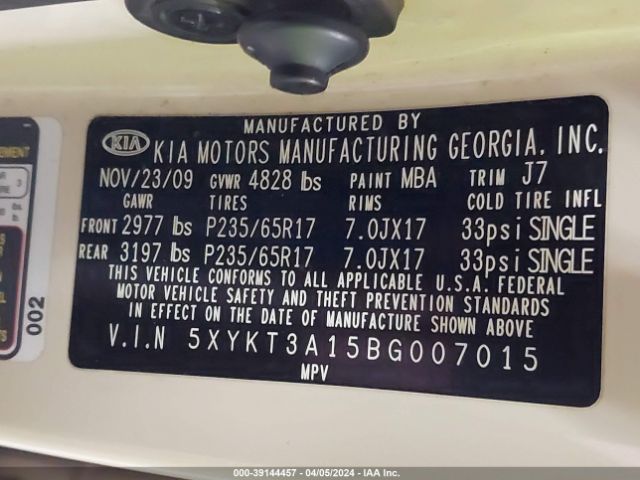 MANUFACTURED BY
KIA KIA MOTORS MANUFACTURING GEORGIA, INC.
NOV/23/09 GVWR 4828 lbs PAINT MBA TRIM J7
GAWR TIRES RIMS COLD TIRE INFL
FRONT 2977 lbs P235/65R17 7.0JX17 33psi SINGLE
REAR 3197 lbs P235/65R17 7.0JX17 33psi SINGLE
THIS VEHICLE CONFORMS TO ALL APPLICABLE U.S.A. FEDERAL
MOTOR VEHICLE SAFETY AND THEFT PREVENTION STANDARDS
IN EFFECT ON THE DATE OF MANUFACTURE SHOWN ABOVE
V.I.N 5XYKT3A15BG007015
MPV
002
000-39144457 - 04/05/2024 - IAA Inc.